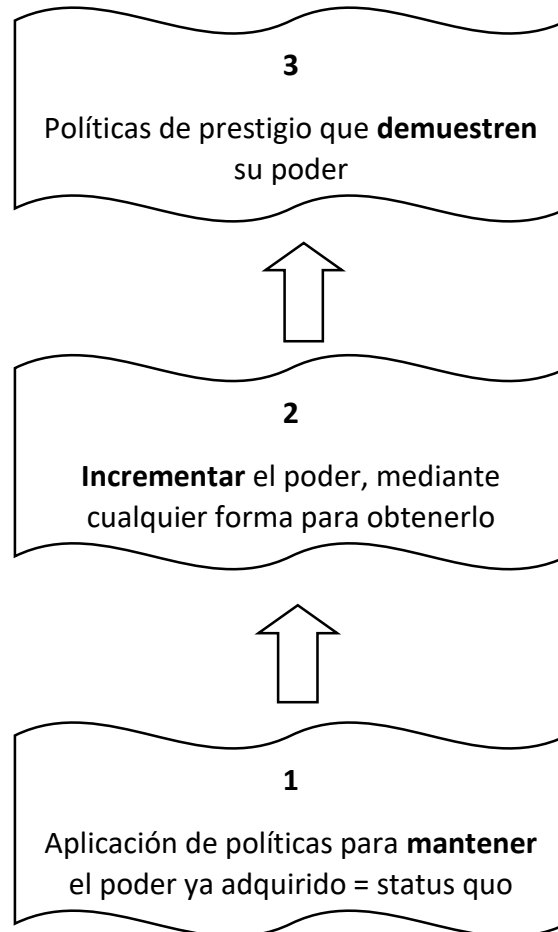 3
Políticas de prestigio que demuestren
su poder
2
Incrementar el poder, mediante
cualquier forma para obtenerlo
1
Aplicación de políticas para mantener
el poder ya adquirido = status quo